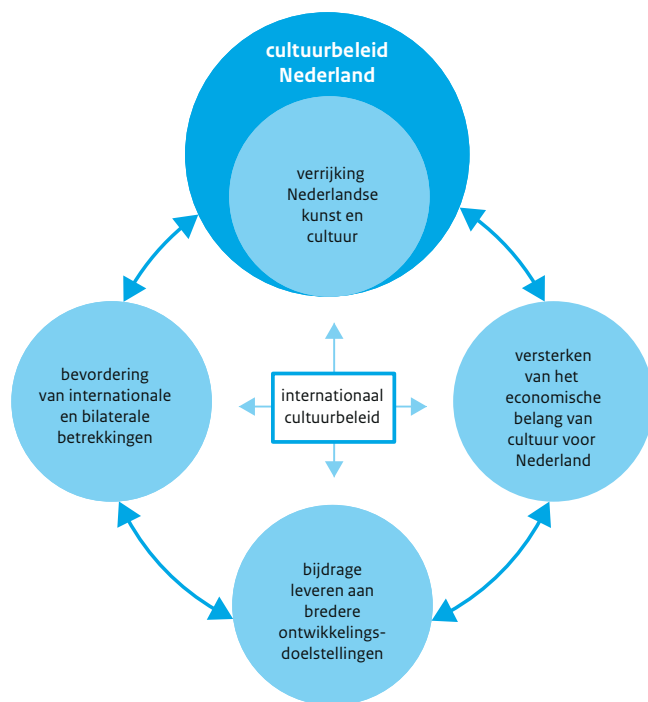 cultuurbeleid
Nederland
verrijking
Nederlandse
kunst en
cultuur
bevordering
van internationale
en bilaterale
betrekkingen
internationaal
cultuurbeleid
versterken
van het
economische
belang van
cultuur voor
Nederland
bijdrage
leveren aan
bredere
ontwikkelings-
doelstellingen